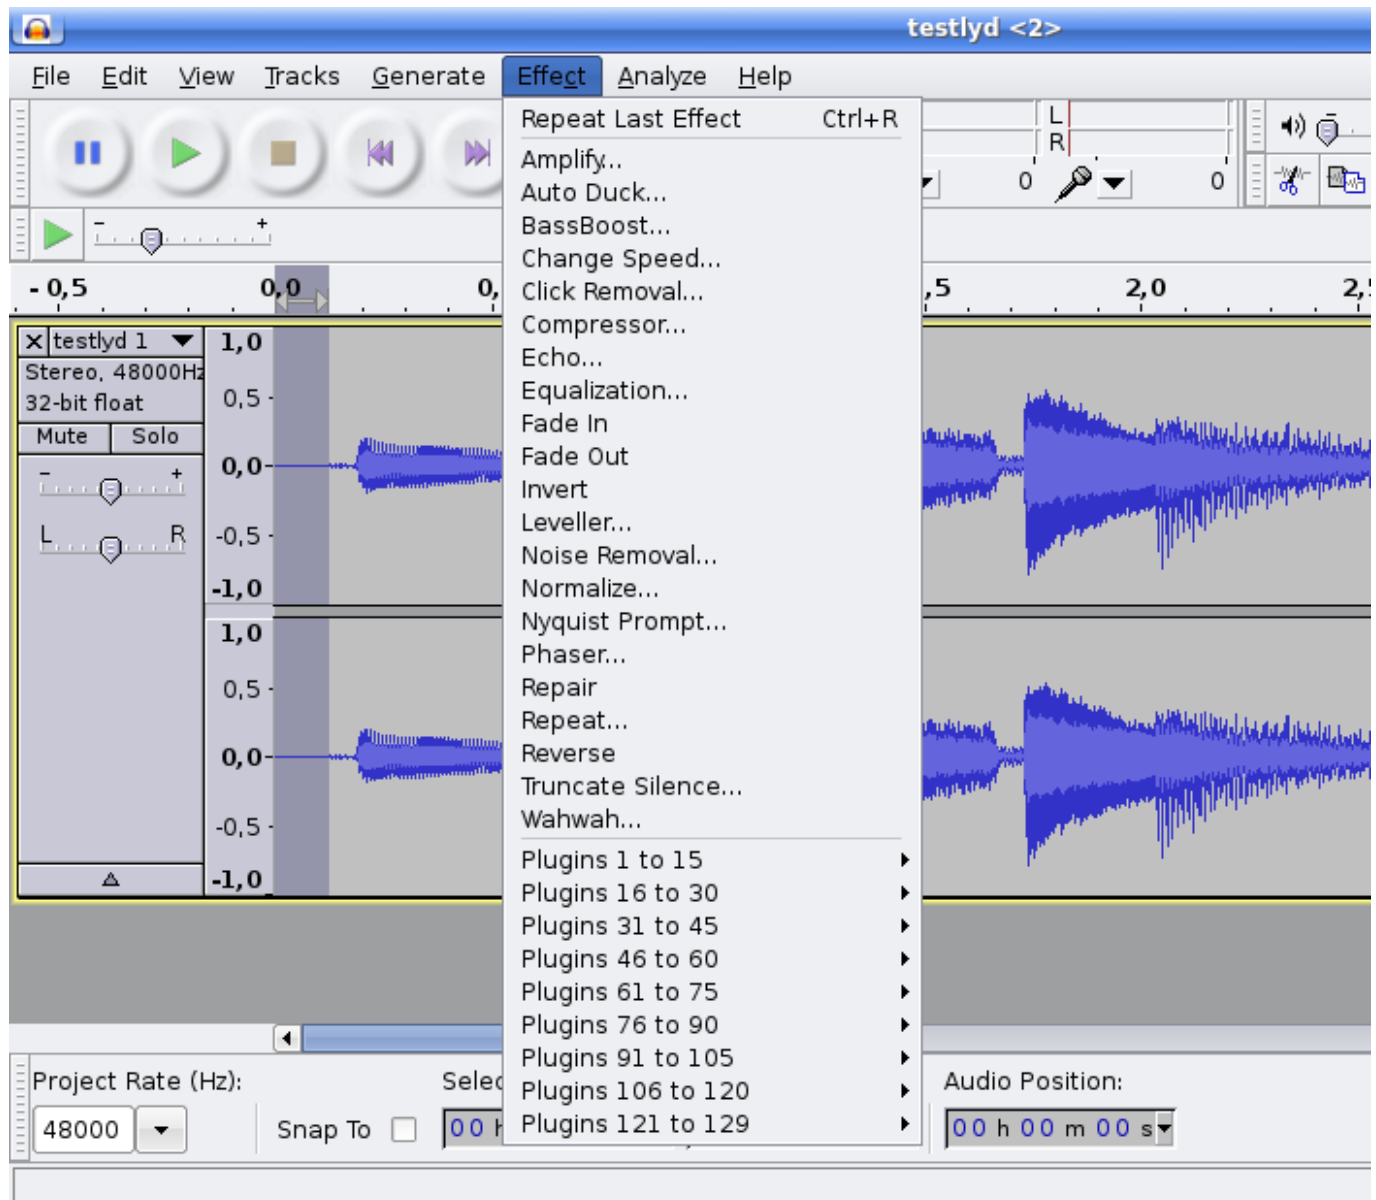 testlyd <2>
File Edit View Tracks Generate Effect Analyze Help
Repeat Last Effect Ctrl+R
Amplify...
Auto Duck...
BassBoost...
Change Speed...
Click Removal...
Compressor...
Echo...
Equalization...
Fade In
Fade Out
Invert
Leveller...
Noise Removal...
Normalize...
Nyquist Prompt...
Phaser...
Repair
Repeat...
Reverse
Truncate Silence...
Wahwah...
Plugins 1 to 15
Plugins 16 to 30
Plugins 31 to 45
Plugins 46 to 60
Plugins 61 to 75
Plugins 76 to 90
Plugins 91 to 105
Plugins 106 to 120
Plugins 121 to 129
L
R
0 0
- +
- 0,5 0,0 0, ,5 2,0 2,
testlyd 1
Stereo, 48000Hz
32-bit float
Mute Solo
- +
L R
1,0
0,5
0,0
-0,5
-1,0
1,0
0,5
0,0
-0,5
-1,0
Project Rate (Hz):
48000
Snap To
Selec
00 h
Audio Position:
00 h 00 m 00 s